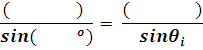 (          )/sin(     º) = (          )/sinθᵢ